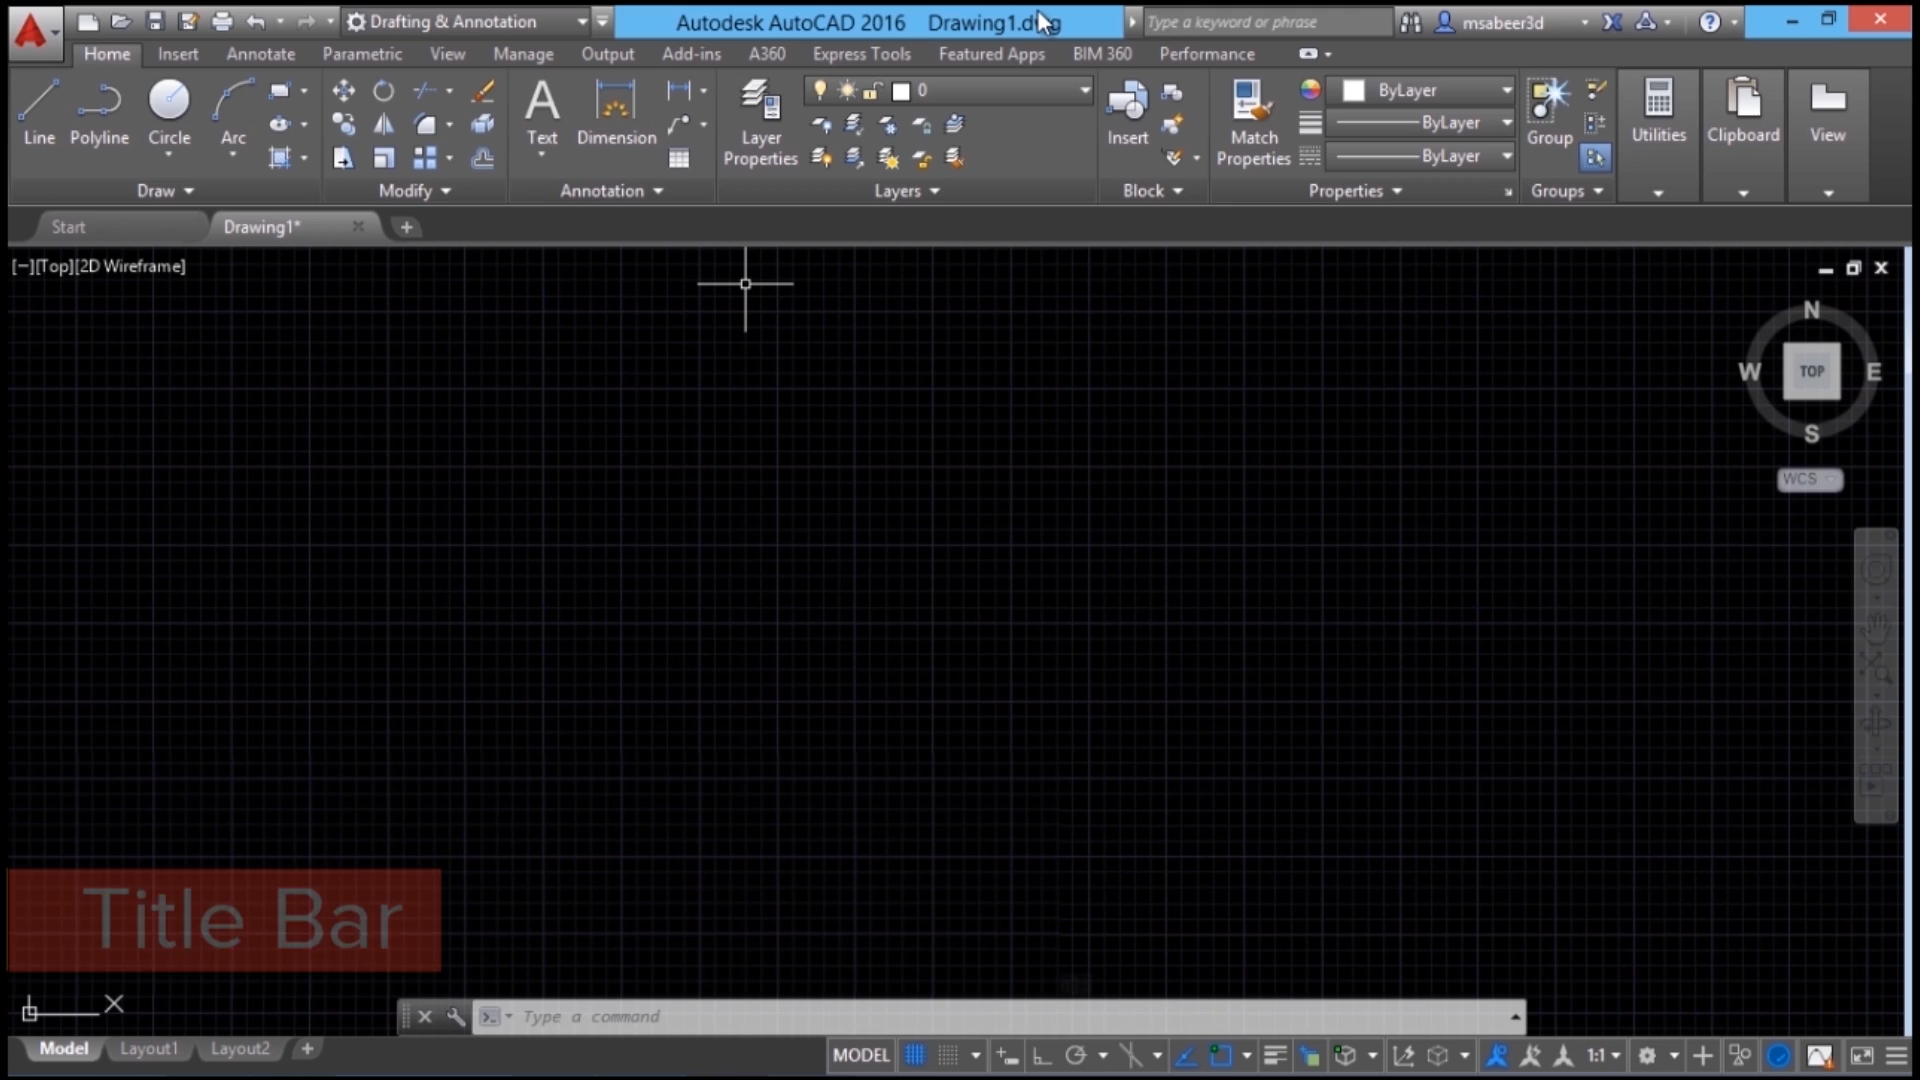 Drafting & Annotation
Autodesk AutoCAD 2016 Drawing1.dwg
Type a keyword or phrase
msabeer3d
Home Insert Annotate Parametric View Manage Output Add-ins A360 Express Tools Featured Apps BIM 360 Performance
Line Polyline Circle Arc
Text Dimension
Layer Properties
0
Insert
Match Properties
ByLayer
ByLayer
ByLayer
Group
Utilities
Clipboard
View
Draw Modify Annotation Layers Block Properties Groups
Start Drawing1*
[−][Top][2D Wireframe]
N
W TOP E
S
WCS
Title Bar
X
Type a command
Model Layout1 Layout2
MODEL 1:1